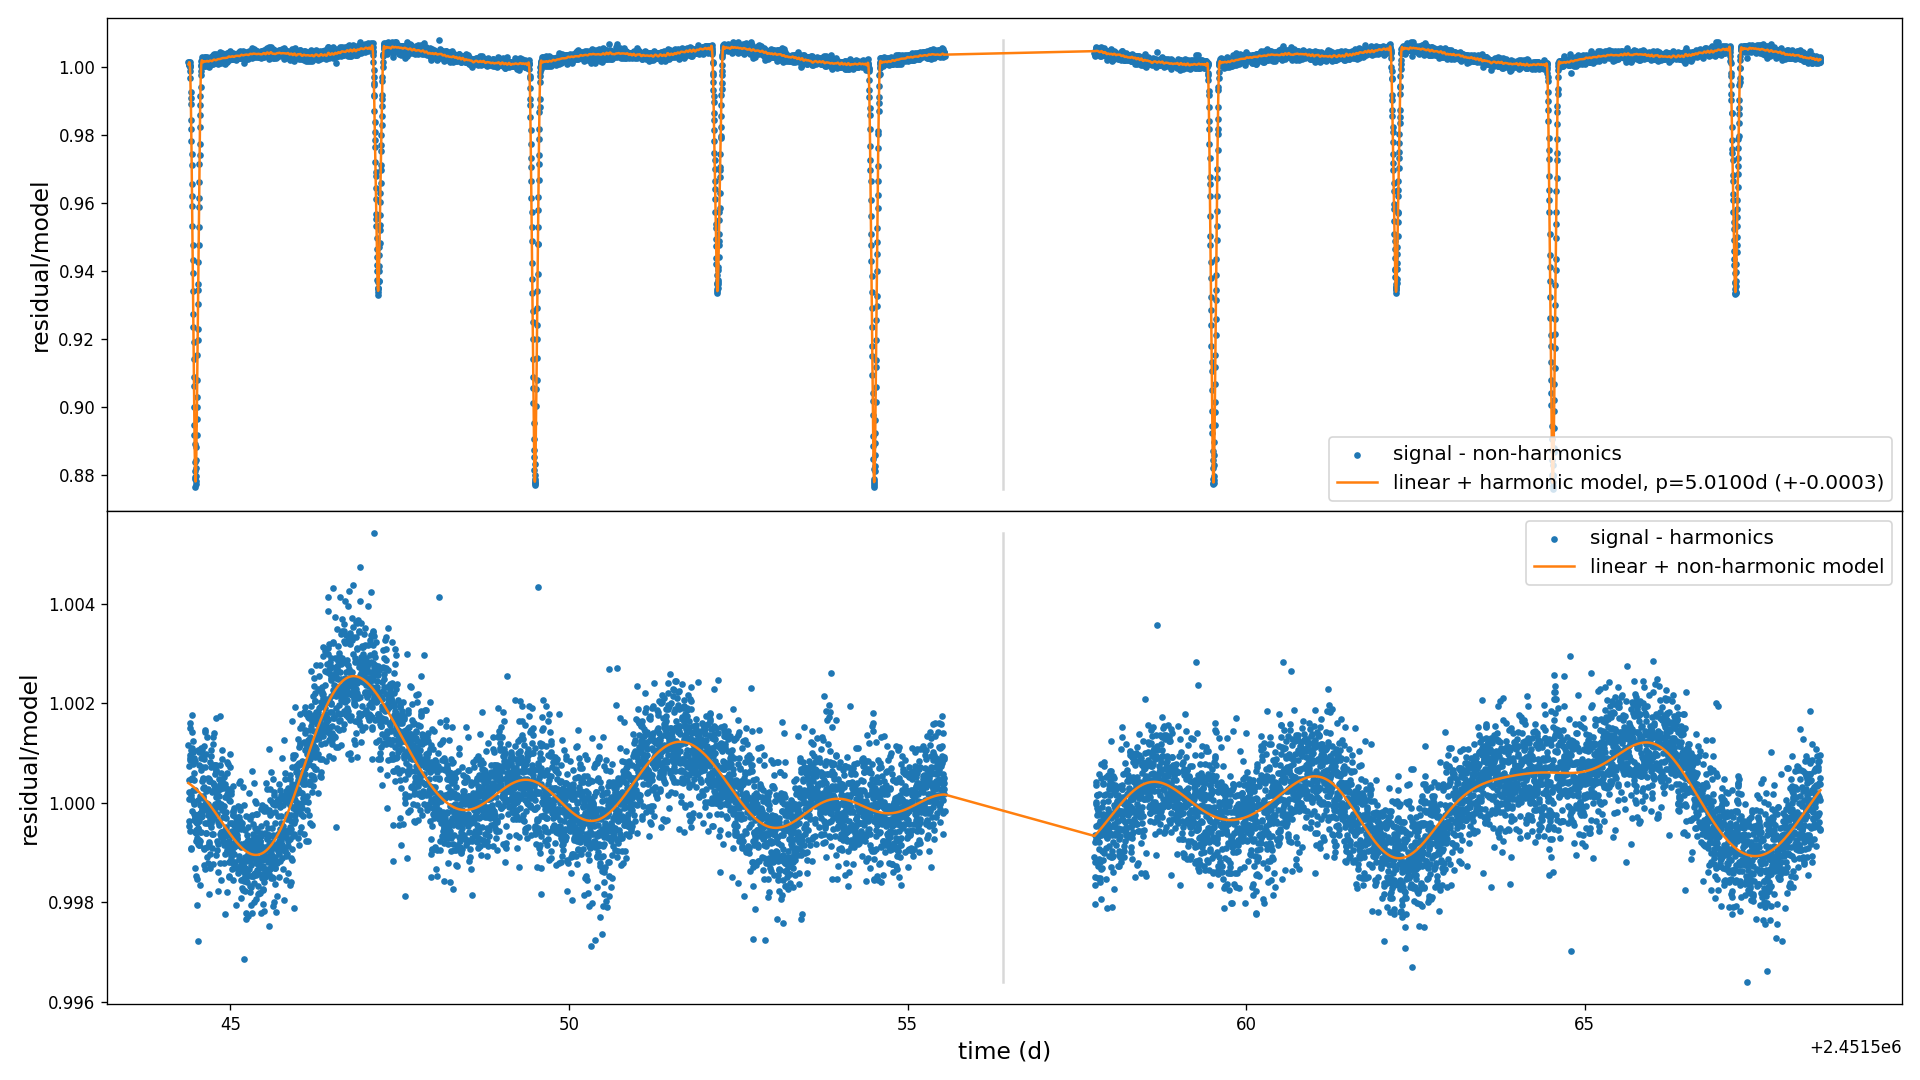 1.00
0.98
0.96
0.94
0.92
0.90
0.88
residual/model
signal - non-harmonics
linear + harmonic model, p=5.0100d (+-0.0003)
signal - harmonics
linear + non-harmonic model
1.004
1.002
1.000
0.998
0.996
residual/model
45
50
55
60
65
time (d)
+2.4515e6